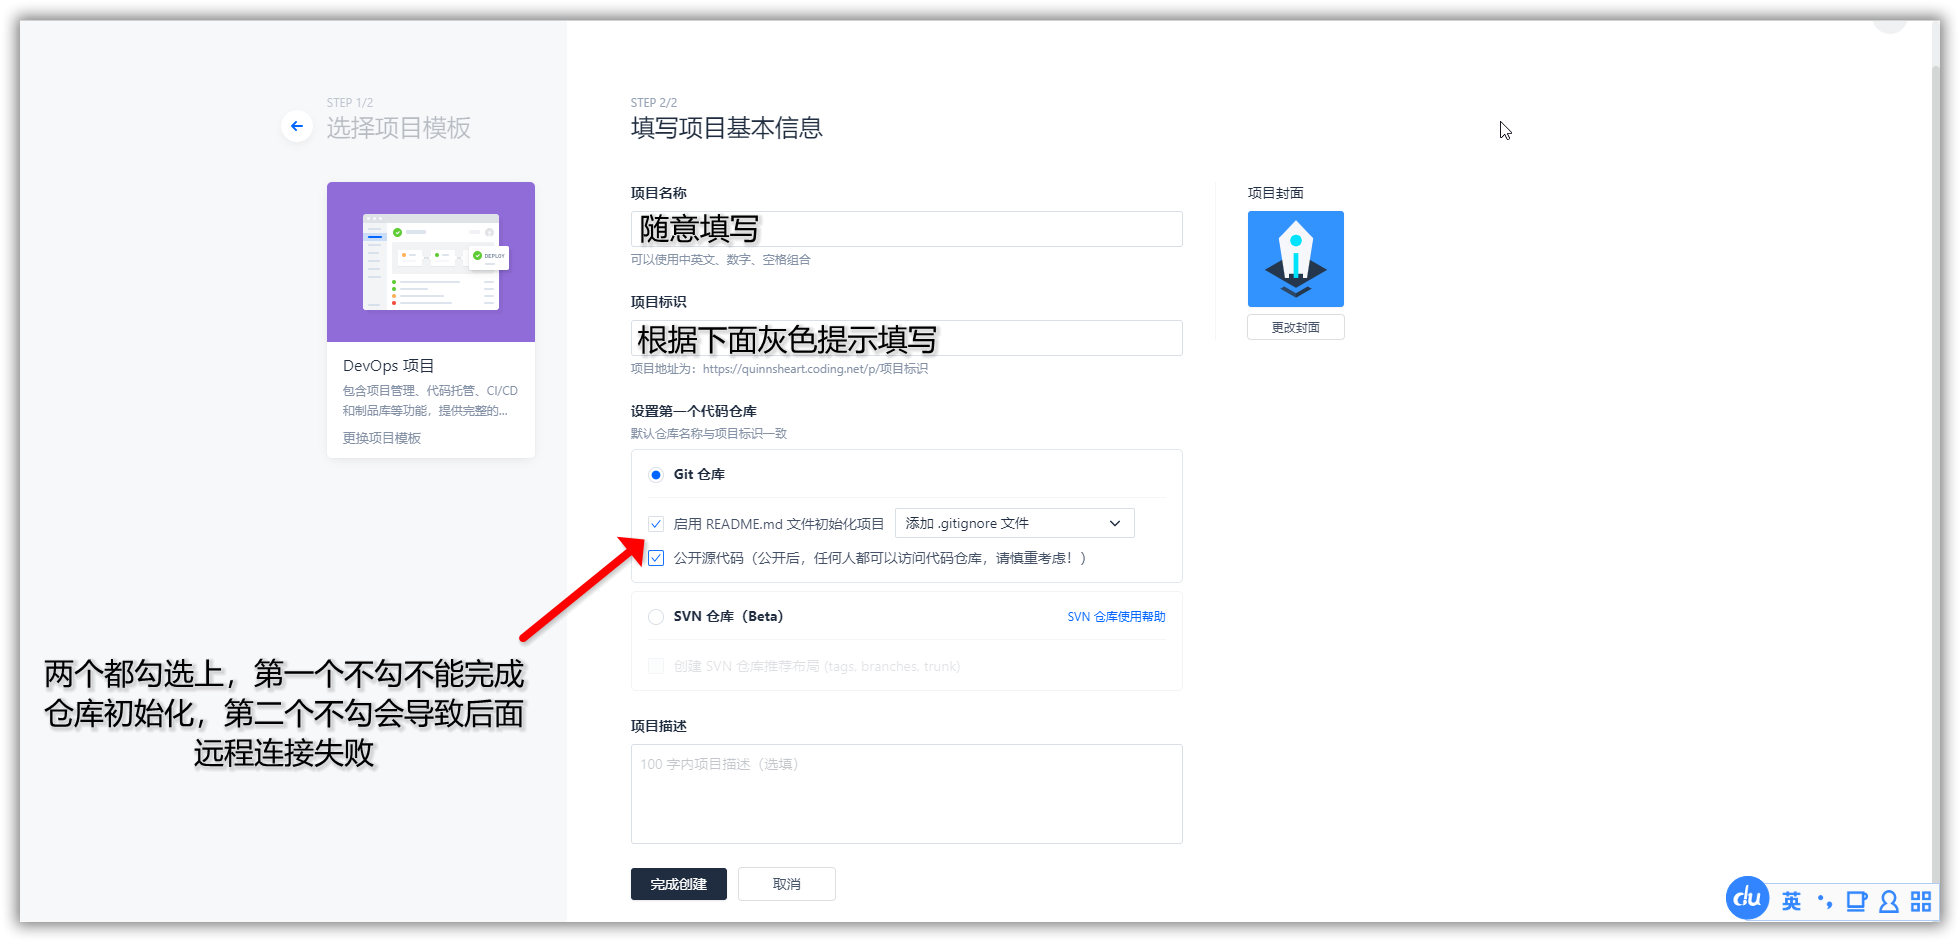 STEP 1/2
选择项目模板
DEPLOY
DevOps 项目
包含项目管理、代码托管、CI/CD
和制品库等功能，提供完整的...
更换项目模板
STEP 2/2
填写项目基本信息
项目名称
随意填写
可以使用中英文、数字、空格组合
项目标识
根据下面灰色提示填写
项目地址为：https://quinnsheart.coding.net/p/项目标识
设置第一个代码仓库
默认仓库名称与项目标识一致
Git 仓库
启用 README.md 文件初始化项目 添加 .gitignore 文件
公开源代码（公开后，任何人都可以访问代码仓库，请慎重考虑！）
SVN 仓库（Beta） SVN 仓库使用帮助
创建 SVN 仓库推荐布局 (tags, branches, trunk)
项目描述
100 字内项目描述（选填）
完成创建 取消
项目封面
更改封面
两个都勾选上，第一个不勾不能完成
仓库初始化，第二个不勾会导致后面
远程连接失败
du 英